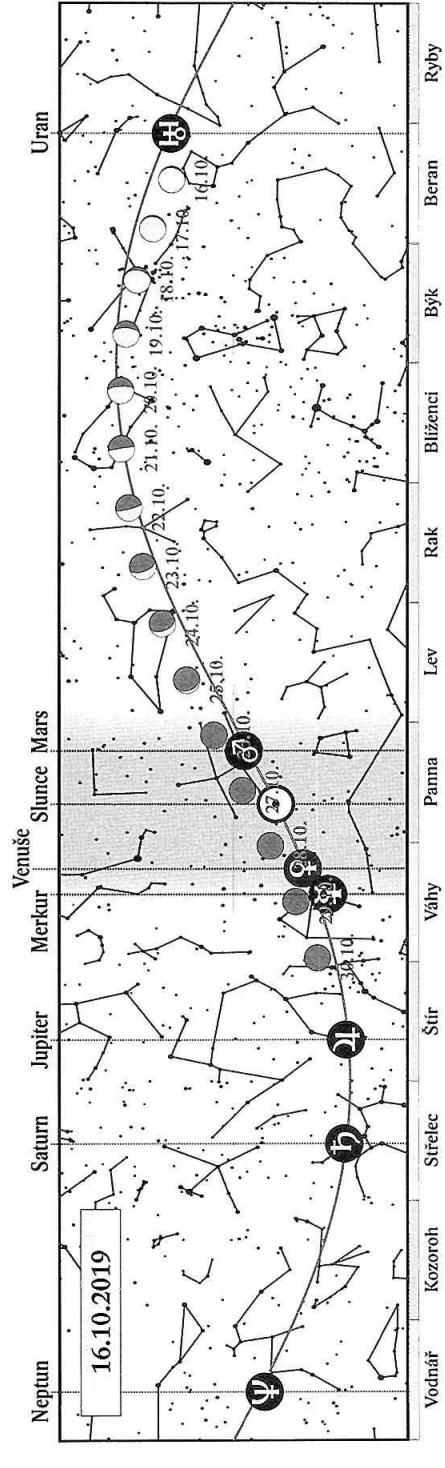 Neptun
Saturn
Jupiter
Merkur
Venuše
Slunce
Mars
Uran
16.10.2019
30.10.
25.10.
24.10.
23.10.
22.10.
21.10.
20.10.
19.10.
18.10.
17.10.
16.10.
Vodnář
Kozoroh
Střelec
Štír
Váhy
Panna
Lev
Rak
Blíženci
Býk
Beran
Ryby